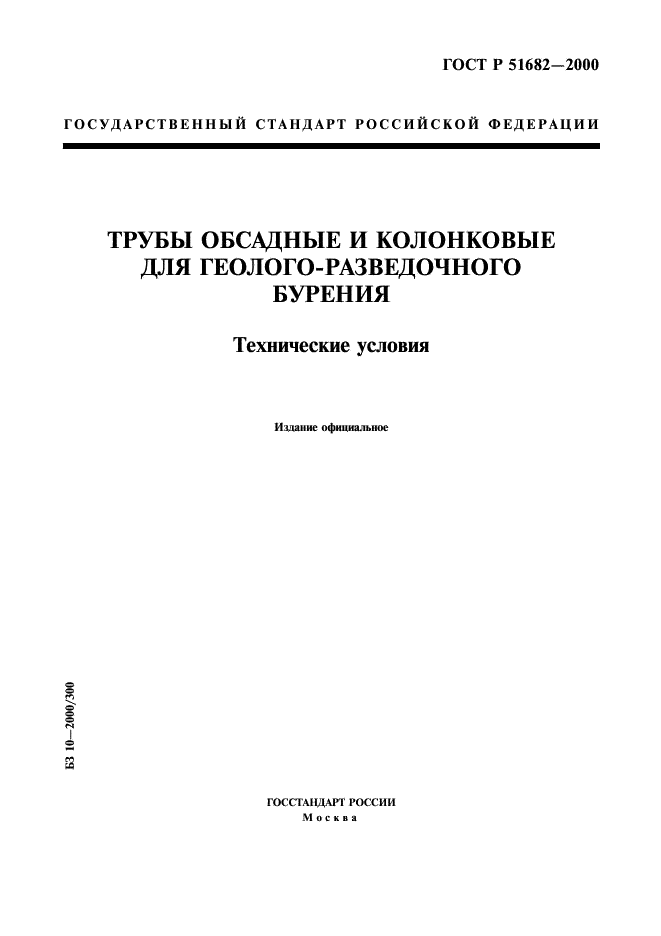 ГОСТ Р 51682—2000
ГОСУДАРСТВЕННЫЙ СТАНДАРТ РОССИЙСКОЙ ФЕДЕРАЦИИ
ТРУБЫ ОБСАДНЫЕ И КОЛОНКОВЫЕ
ДЛЯ ГЕОЛОГО-РАЗВЕДОЧНОГО
БУРЕНИЯ
Технические условия
Издание официальное
БЗ 10—2000/300
ГОССТАНДАРТ РОССИИ
Москва